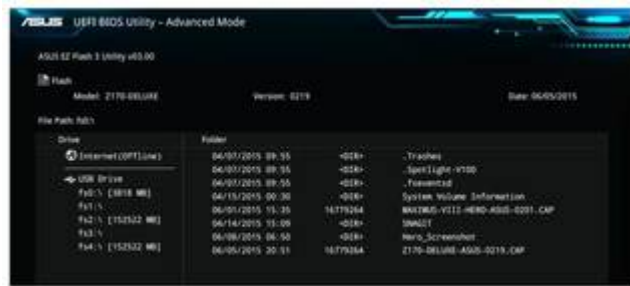 ASUS UEFI BIOS Utility – Advanced Mode
ASUS EZ Flash 3 Utility v03.00
Flash
Model: Z170-DELUXE Version: 0219 Date: 06/05/2015
File Path: fs0:\
Drive Folder
Internet(Offline)
USB Drive
fs0:\ [3818 MB]
fs1:\
fs2:\ [152522 MB]
fs3:\
fs4:\ [152522 MB]
04/07/2015 09:55 <DIR> .Trashes
04/07/2015 09:55 <DIR> .Spotlight-V100
04/07/2015 09:55 <DIR> .fseventsd
04/15/2015 00:30 <DIR> System Volume Information
06/01/2015 15:35 16779264 MAXIMUS-VIII-HERO-ASUS-0201.CAP
04/14/2015 15:09 <DIR> SNAGIT
06/08/2015 06:50 <DIR> Hero_Screenshot
06/05/2015 20:51 16779264 Z170-DELUXE-ASUS-0219.CAP